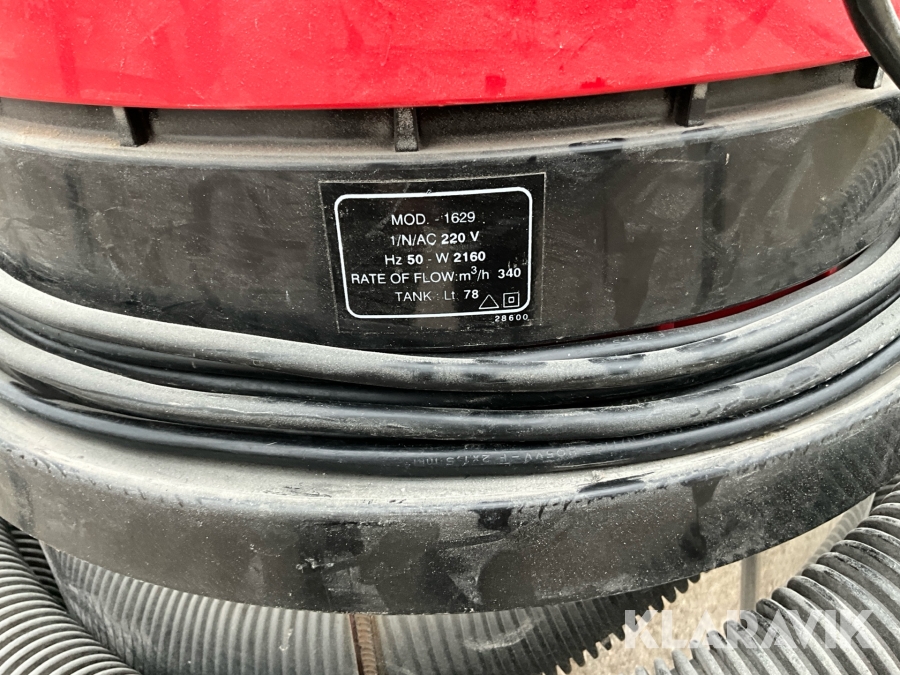 MOD. - 1629
1/N/AC 220 V
Hz 50 - W 2160
RATE OF FLOW: m³/h 340
TANK : Lt. 78
28600
KLARAVIK